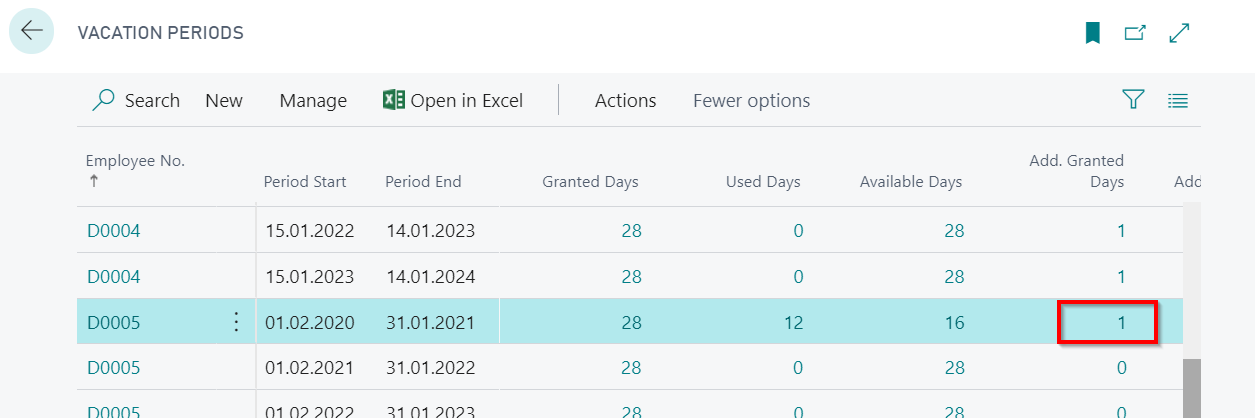 VACATION PERIODS
Search New Manage Open in Excel Actions Fewer options
Employee No. ↑ Period Start Period End Granted Days Used Days Available Days Add. Granted Days Add
D0004 15.01.2022 14.01.2023 28 0 28 1
D0004 15.01.2023 14.01.2024 28 0 28 1
D0005 01.02.2020 31.01.2021 28 12 16 1
D0005 01.02.2021 31.01.2022 28 0 28 0
D0005 01.02.2022 31.01.2023 28 0 28 0